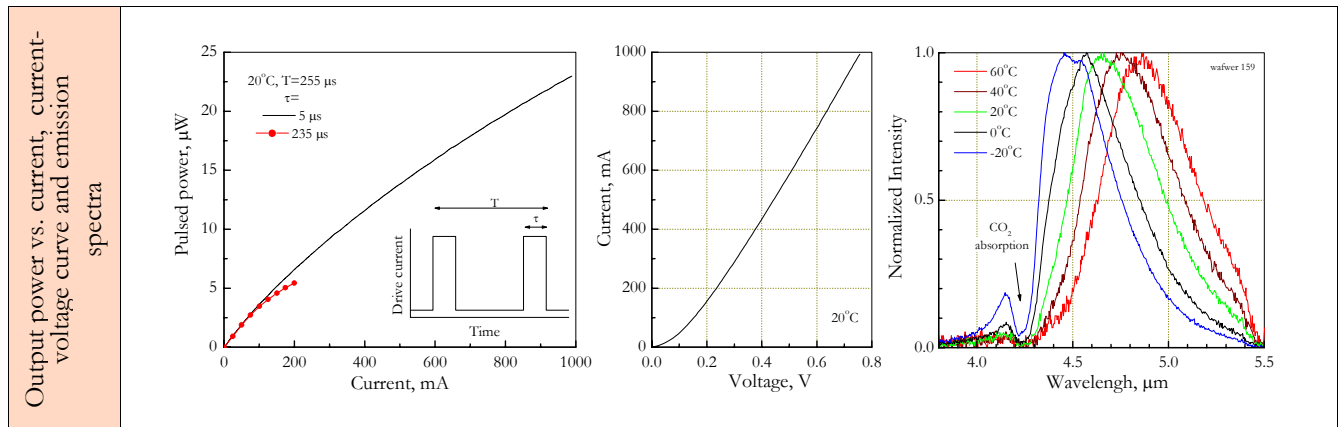 Output power vs. current, current-
voltage curve and emission
spectra
25
20
15
10
5
0
Pulsed power, μW
20°C, T=255 μs
τ=
5 μs
235 μs
T
τ
Drive current
Time
0
200
400
600
800
1000
Current, mA
1000
800
600
400
200
0
Current, mA
20°C
0.0
0.2
0.4
0.6
0.8
Voltage, V
1.0
0.5
0.0
Normalized Intensity
wafwer 159
60°C
40°C
20°C
0°C
-20°C
CO2
absorption
4.0
4.5
5.0
5.5
Wavelengh, μm